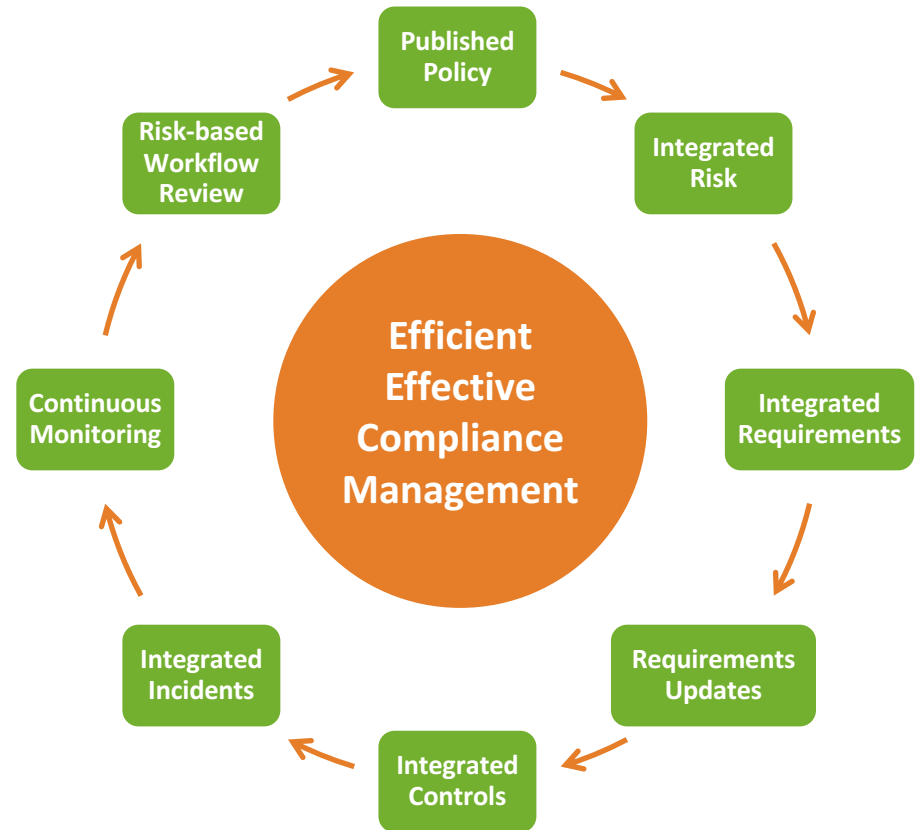 Published
Policy
Risk-based
Workflow
Review
Integrated
Risk
Efficient
Effective
Compliance
Management
Continuous
Monitoring
Integrated
Requirements
Integrated
Incidents
Requirements
Updates
Integrated
Controls